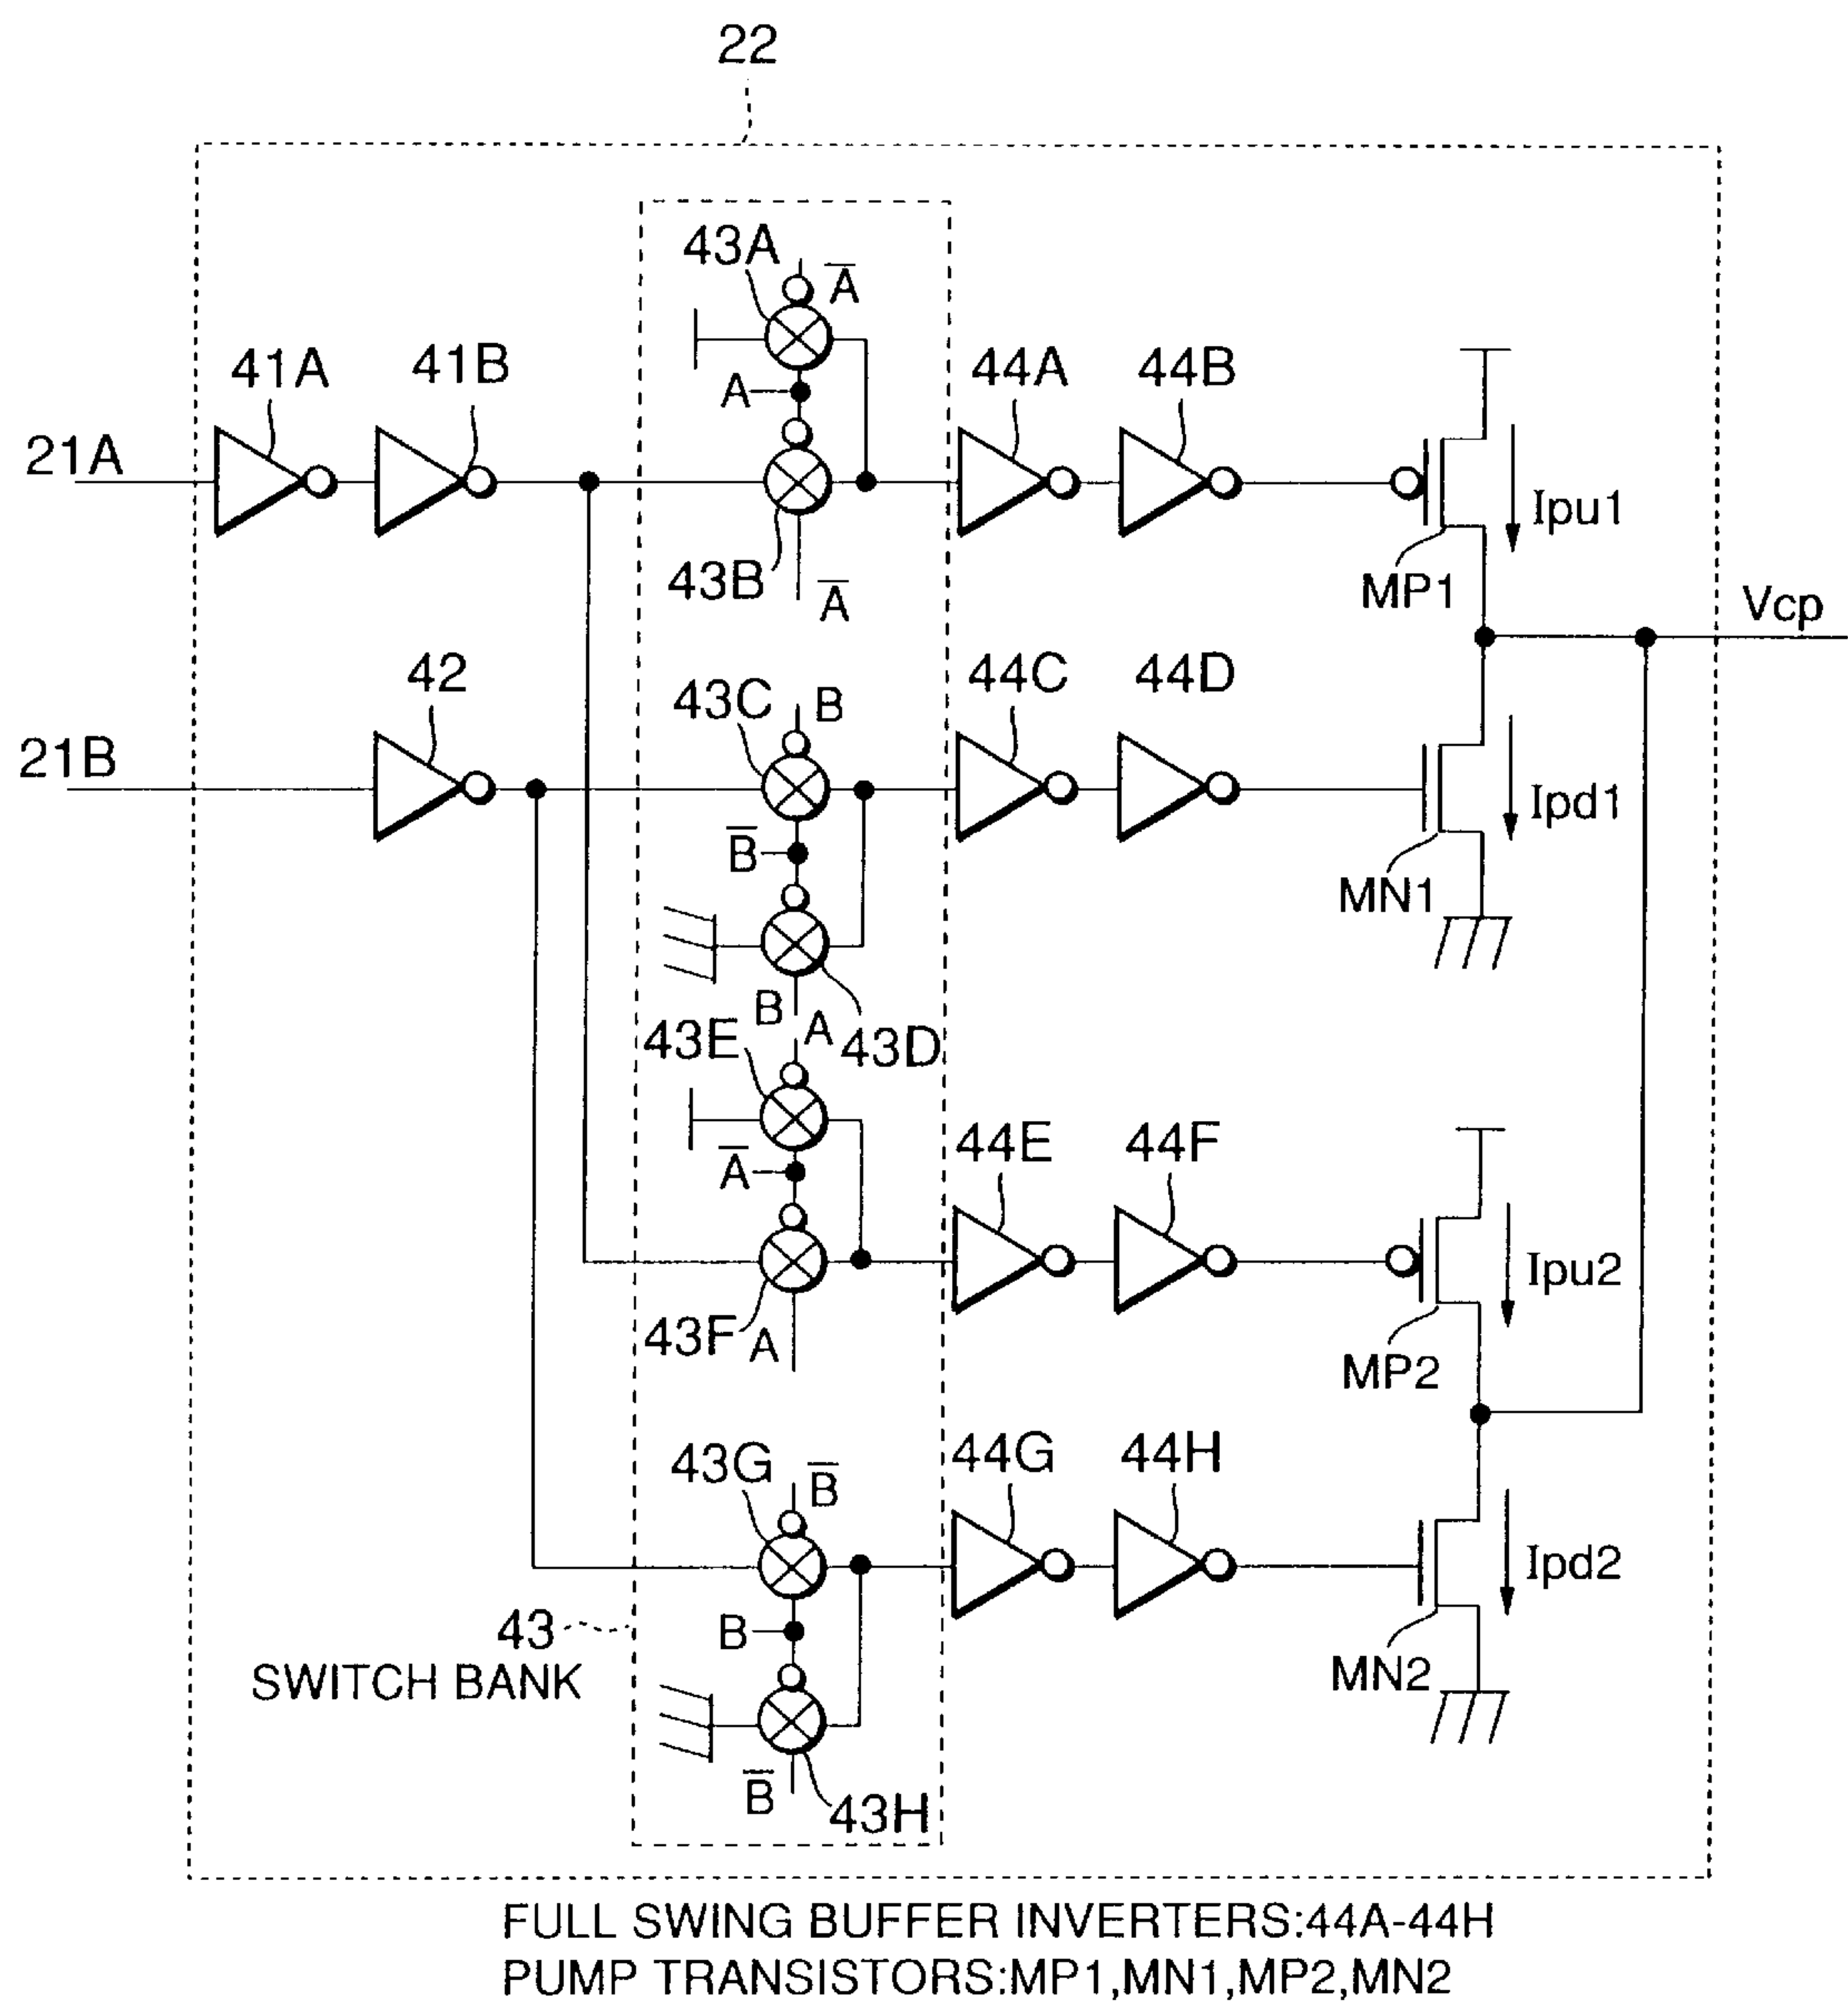 22
43A
A̅
41A
41B
A
44A
44B
21A
Ipu1
43B
A̅
MP1
Vcp
42
43C
B
44C
44D
21B
B̅
Ipd1
MN1
B
A
43E
43D
A̅
44E
44F
Ipu2
43F
A
MP2
43G
B̅
44G
44H
Ipd2
43
B
SWITCH BANK
MN2
B̅
43H
FULL SWING BUFFER INVERTERS:44A-44H
PUMP TRANSISTORS:MP1,MN1,MP2,MN2